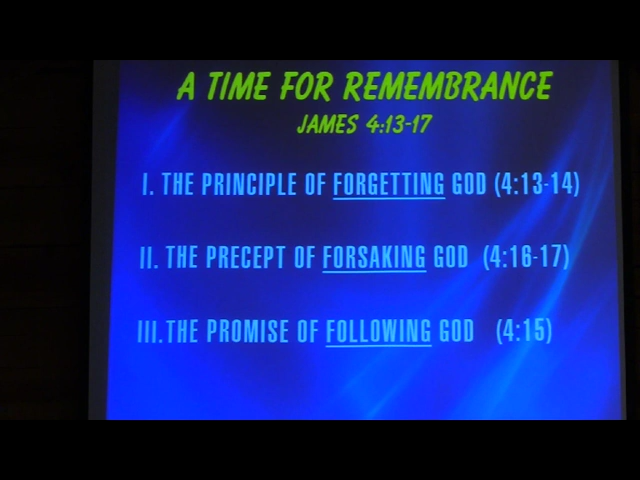 A TIME FOR REMEMBRANCE
JAMES 4:13-17
I. THE PRINCIPLE OF FORGETTING GOD (4:13-14)
II. THE PRECEPT OF FORSAKING GOD (4:16-17)
III.THE PROMISE OF FOLLOWING GOD (4:15)